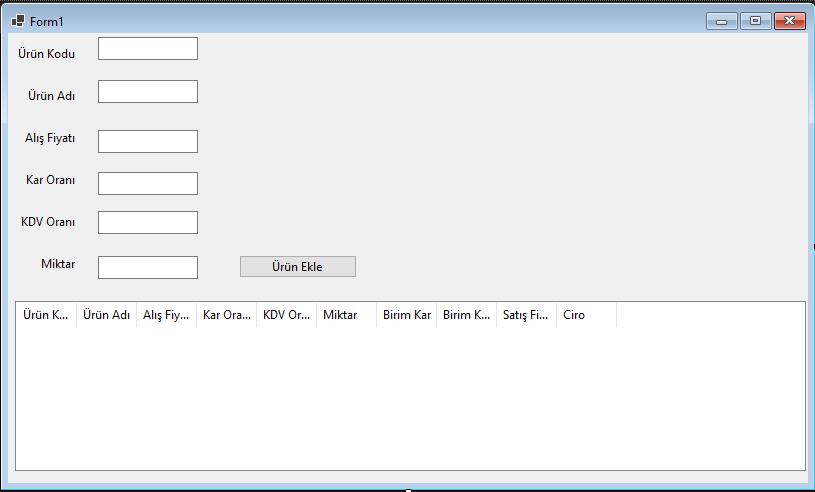 Form1
Ürün Kodu
Ürün Adı
Alış Fiyatı
Kar Oranı
KDV Oranı
Miktar Ürün Ekle
Ürün K... Ürün Adı Alış Fiy... Kar Ora... KDV Or... Miktar Birim Kar Birim K... Satış Fi... Ciro